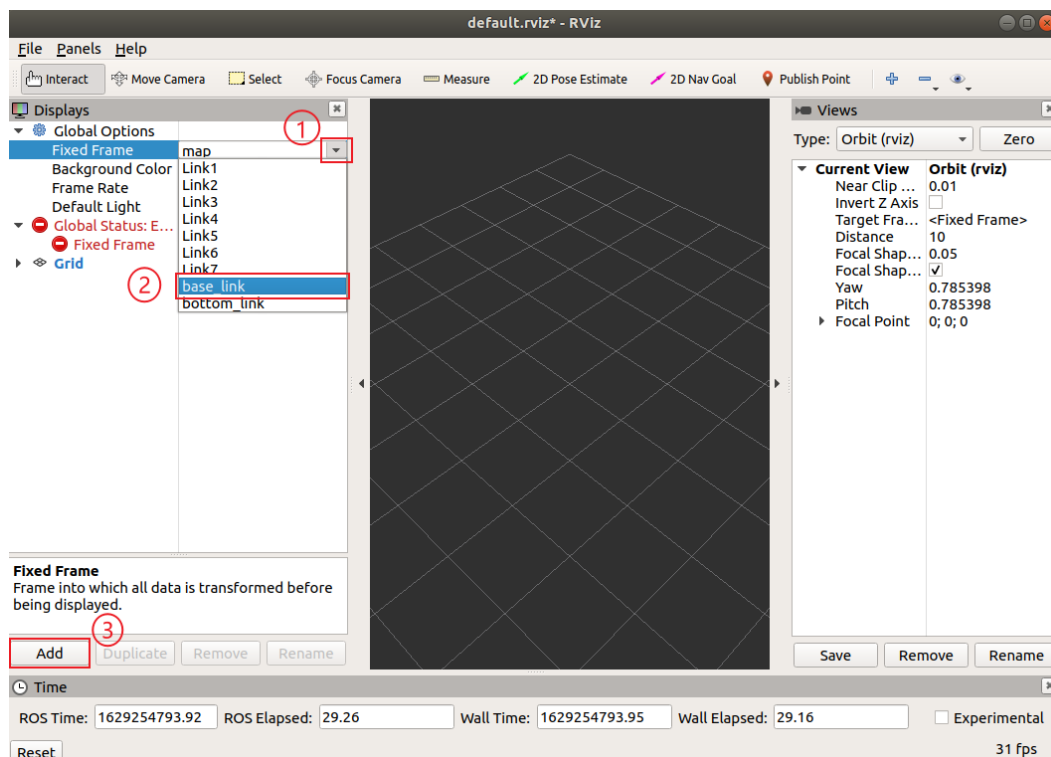 default.rviz* - RViz
File Panels Help
Interact Move Camera Select Focus Camera Measure 2D Pose Estimate 2D Nav Goal Publish Point
Displays
1
Global Options
Fixed Frame map
Background Color Link1
Frame Rate Link2
Default Light Link3
Link4
Global Status: E... Link5
Fixed Frame Link6
Grid Link7
2
base_link
bottom_link
Fixed Frame
Frame into which all data is transformed before
being displayed.
3
Add Duplicate Remove Rename
Views
Type: Orbit (rviz) Zero
Current View Orbit (rviz)
Near Clip ... 0.01
Invert Z Axis
Target Fra... <Fixed Frame>
Distance 10
Focal Shap... 0.05
Focal Shap... ✓
Yaw 0.785398
Pitch 0.785398
Focal Point 0; 0; 0
Save Remove Rename
Time
ROS Time: 1629254793.92 ROS Elapsed: 29.26 Wall Time: 1629254793.95 Wall Elapsed: 29.16 Experimental
Reset 31 fps